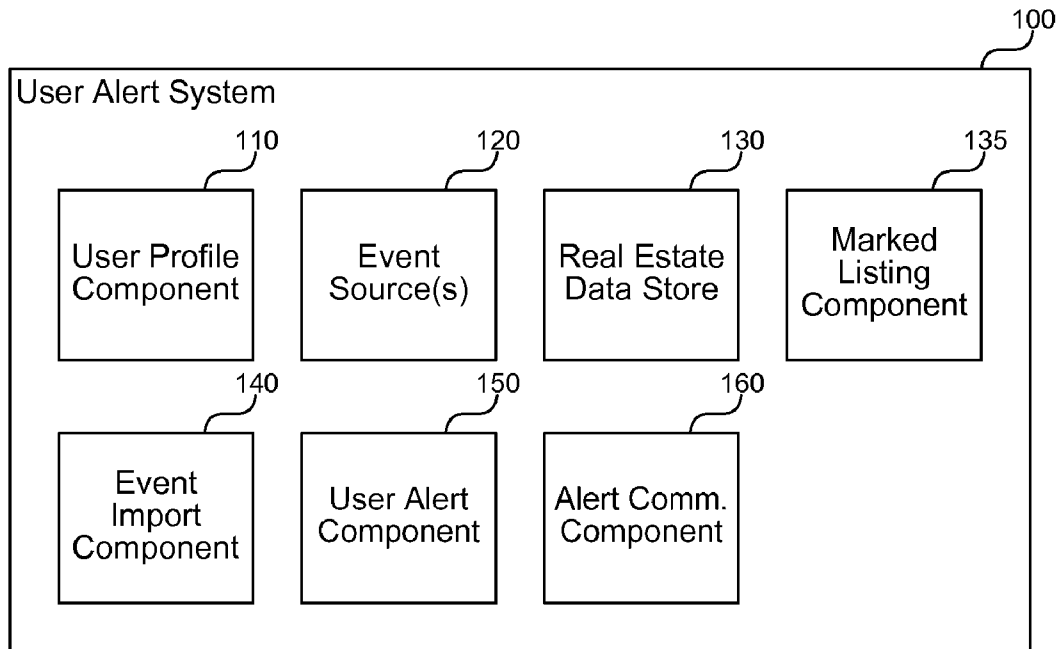 100
User Alert System
110
120
130
135
User Profile
Component
Event
Source(s)
Real Estate
Data Store
Marked
Listing
Component
140
150
160
Event
Import
Component
User Alert
Component
Alert Comm.
Component